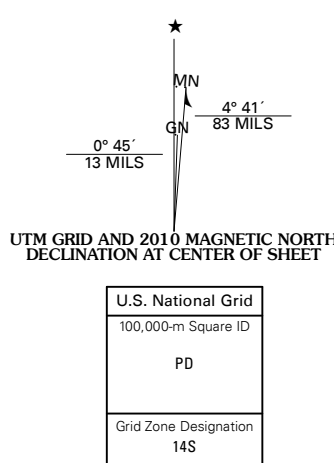 ★
MN
4° 41´
83 MILS
GN
0° 45´
13 MILS
UTM GRID AND 2010 MAGNETIC NORTH
DECLINATION AT CENTER OF SHEET
U.S. National Grid
100,000-m Square ID
PD
Grid Zone Designation
14S